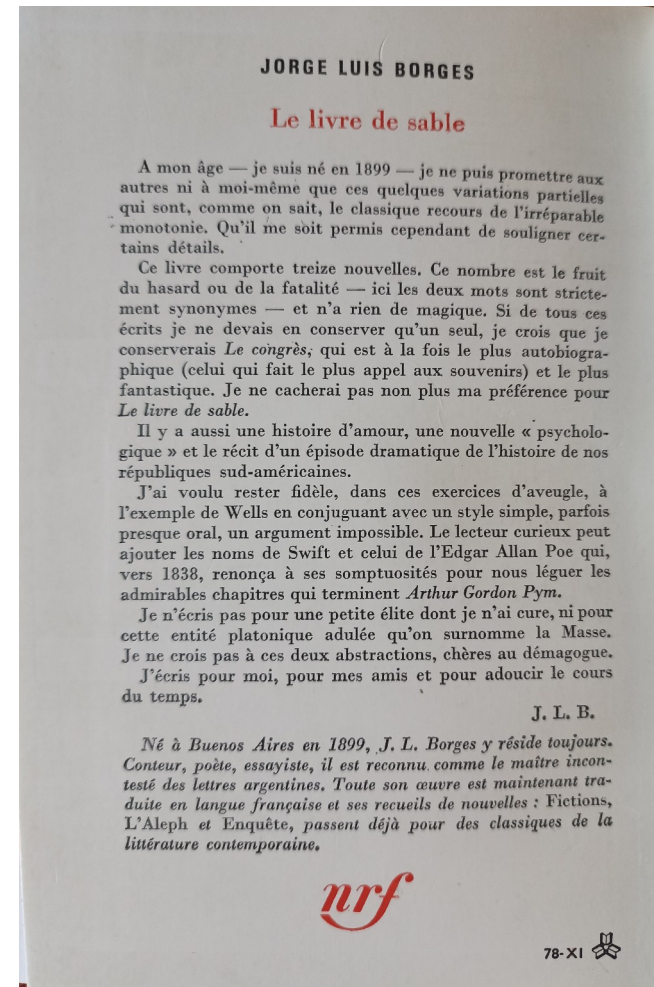 JORGE LUIS BORGES
Le livre de sable
A mon âge — je suis né en 1899 — je ne puis promettre aux
autres ni à moi-même que ces quelques variations partielles
qui sont, comme on sait, le classique recours de l'irréparable
monotonie. Qu'il me soit permis cependant de souligner cer-
tains détails.
Ce livre comporte treize nouvelles. Ce nombre est le fruit
du hasard ou de la fatalité — ici les deux mots sont stricte-
ment synonymes — et n'a rien de magique. Si de tous ces
écrits je ne devais en conserver qu'un seul, je crois que je
conserverais Le congrès, qui est à la fois le plus autobiogra-
phique (celui qui fait le plus appel aux souvenirs) et le plus
fantastique. Je ne cacherai pas non plus ma préférence pour
Le livre de sable.
Il y a aussi une histoire d'amour, une nouvelle « psycholo-
gique » et le récit d'un épisode dramatique de l'histoire de nos
républiques sud-américaines.
J'ai voulu rester fidèle, dans ces exercices d'aveugle, à
l'exemple de Wells en conjuguant avec un style simple, parfois
presque oral, un argument impossible. Le lecteur curieux peut
ajouter les noms de Swift et celui de l'Edgar Allan Poe qui,
vers 1838, renonça à ses somptuosités pour nous léguer les
admirables chapitres qui terminent Arthur Gordon Pym.
Je n'écris pas pour une petite élite dont je n'ai cure, ni pour
cette entité platonique adulée qu'on surnomme la Masse.
Je ne crois pas à ces deux abstractions, chères au démagogue.
J'écris pour moi, pour mes amis et pour adoucir le cours
du temps.
J. L. B.
Né à Buenos Aires en 1899, J. L. Borges y réside toujours.
Conteur, poète, essayiste, il est reconnu comme le maître incon-
testé des lettres argentines. Toute son œuvre est maintenant tra-
duite en langue française et ses recueils de nouvelles : Fictions,
L'Aleph et Enquête, passent déjà pour des classiques de la
littérature contemporaine.
nrf
78-XI